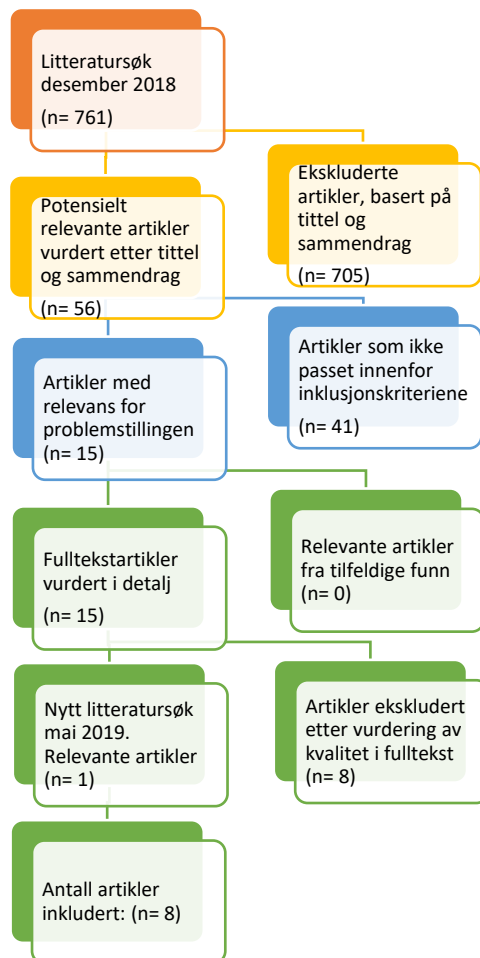 Litteratursøk
desember 2018
(n= 761)
Potensielt
relevante artikler
vurdert etter tittel
og sammendrag
(n= 56)
Ekskluderte
artikler, basert på
tittel og
sammendrag
(n= 705)
Artikler med
relevans for
problemstillingen
(n= 15)
Artikler som ikke
passet innenfor
inklusjonskriteriene
(n= 41)
Fulltekstartikler
vurdert i detalj
(n= 15)
Relevante artikler
fra tilfeldige funn
(n= 0)
Nytt litteratursøk
mai 2019.
Relevante artikler
(n= 1)
Artikler ekskludert
etter vurdering av
kvalitet i fulltekst
(n= 8)
Antall artikler
inkludert: (n= 8)